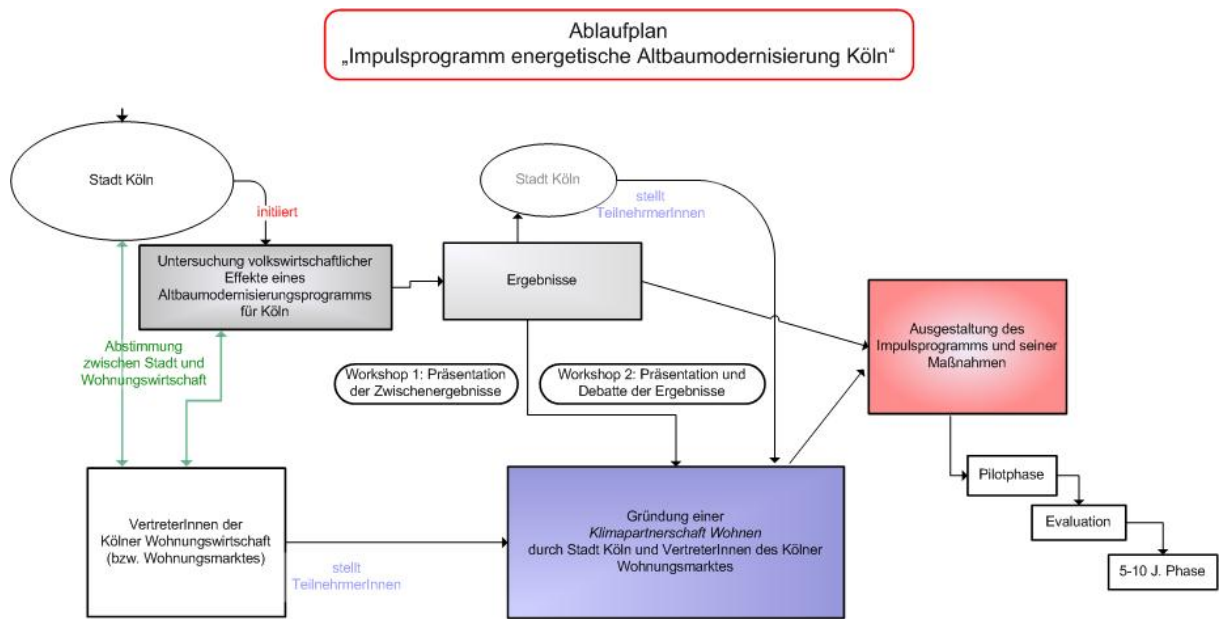 Ablaufplan
„Impulsprogramm energetische Altbaumodernisierung Köln“
Stadt Köln
initiiert
Stadt Köln
stellt
TeilnehrmerInnen
Untersuchung volkswirtschaftlicher
Effekte eines
Altbaumodernisierungsprogramms
für Köln
Ergebnisse
Ausgestaltung des
Impulsprogramms und seiner
Maßnahmen
Abstimmung
zwischen Stadt und
Wohnungswirtschaft
Workshop 1: Präsentation
der Zwischenergebnisse
Workshop 2: Präsentation und
Debatte der Ergebnisse
VertreterInnen der
Kölner Wohnungswirtschaft
(bzw. Wohnungsmarktes)
stellt
TeilnehrmerInnen
Gründung einer
Klimapartnerschaft Wohnen
durch Stadt Köln und VertreterInnen des Kölner
Wohnungsmarktes
Pilotphase
Evaluation
5-10 J. Phase